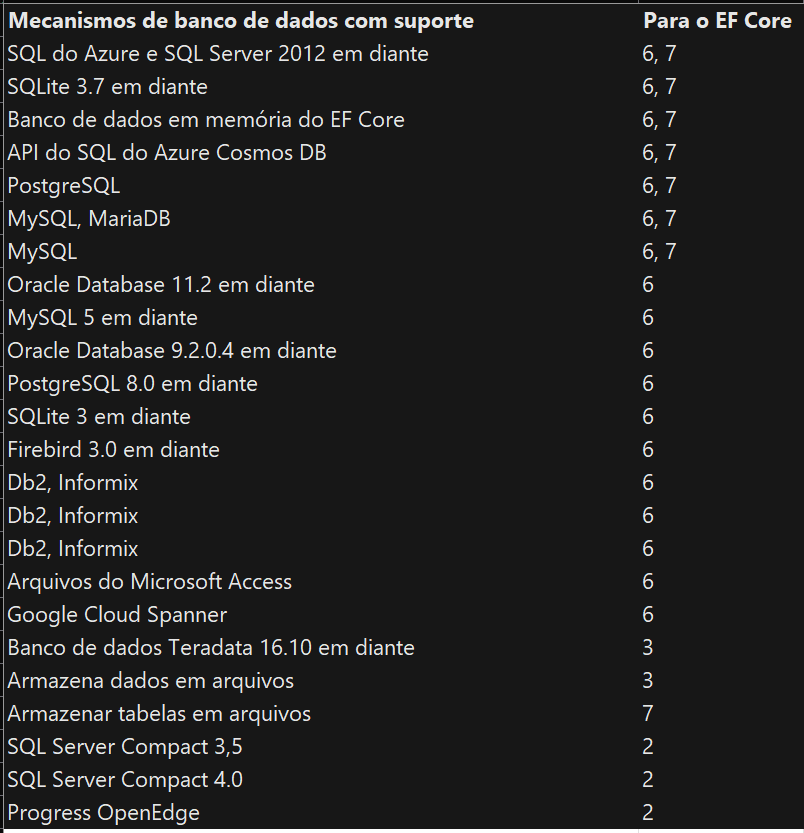 Mecanismos de banco de dados com suporte Para o EF Core
SQL do Azure e SQL Server 2012 em diante 6, 7
SQLite 3.7 em diante 6, 7
Banco de dados em memória do EF Core 6, 7
API do SQL do Azure Cosmos DB 6, 7
PostgreSQL 6, 7
MySQL, MariaDB 6, 7
MySQL 6, 7
Oracle Database 11.2 em diante 6
MySQL 5 em diante 6
Oracle Database 9.2.0.4 em diante 6
PostgreSQL 8.0 em diante 6
SQLite 3 em diante 6
Firebird 3.0 em diante 6
Db2, Informix 6
Db2, Informix 6
Db2, Informix 6
Arquivos do Microsoft Access 6
Google Cloud Spanner 6
Banco de dados Teradata 16.10 em diante 3
Armazena dados em arquivos 3
Armazenar tabelas em arquivos 7
SQL Server Compact 3,5 2
SQL Server Compact 4.0 2
Progress OpenEdge 2